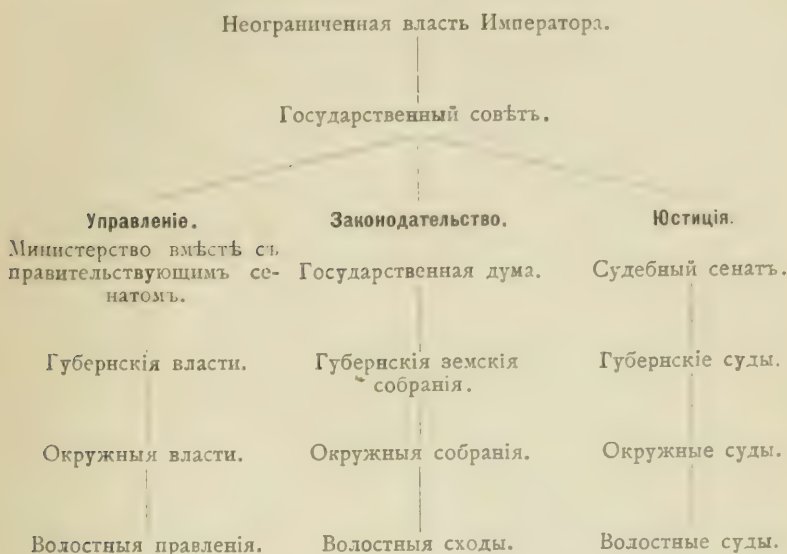 Неограниченная власть Императора.
Государственный совѣтъ.
Управленіе. Законодательство. Юстиція.
Министерство вмѣстѣ съ
правительствующимъ се- Государственная дума. Судебный сенатъ.
натомъ.
Губернскія власти. Губернскія земскія Губернскіе суды.
собранія.
Окружныя власти. Окружныя собранія. Окружные суды.
Волостныя правленія. Волостныя сходы. Волостные суды.